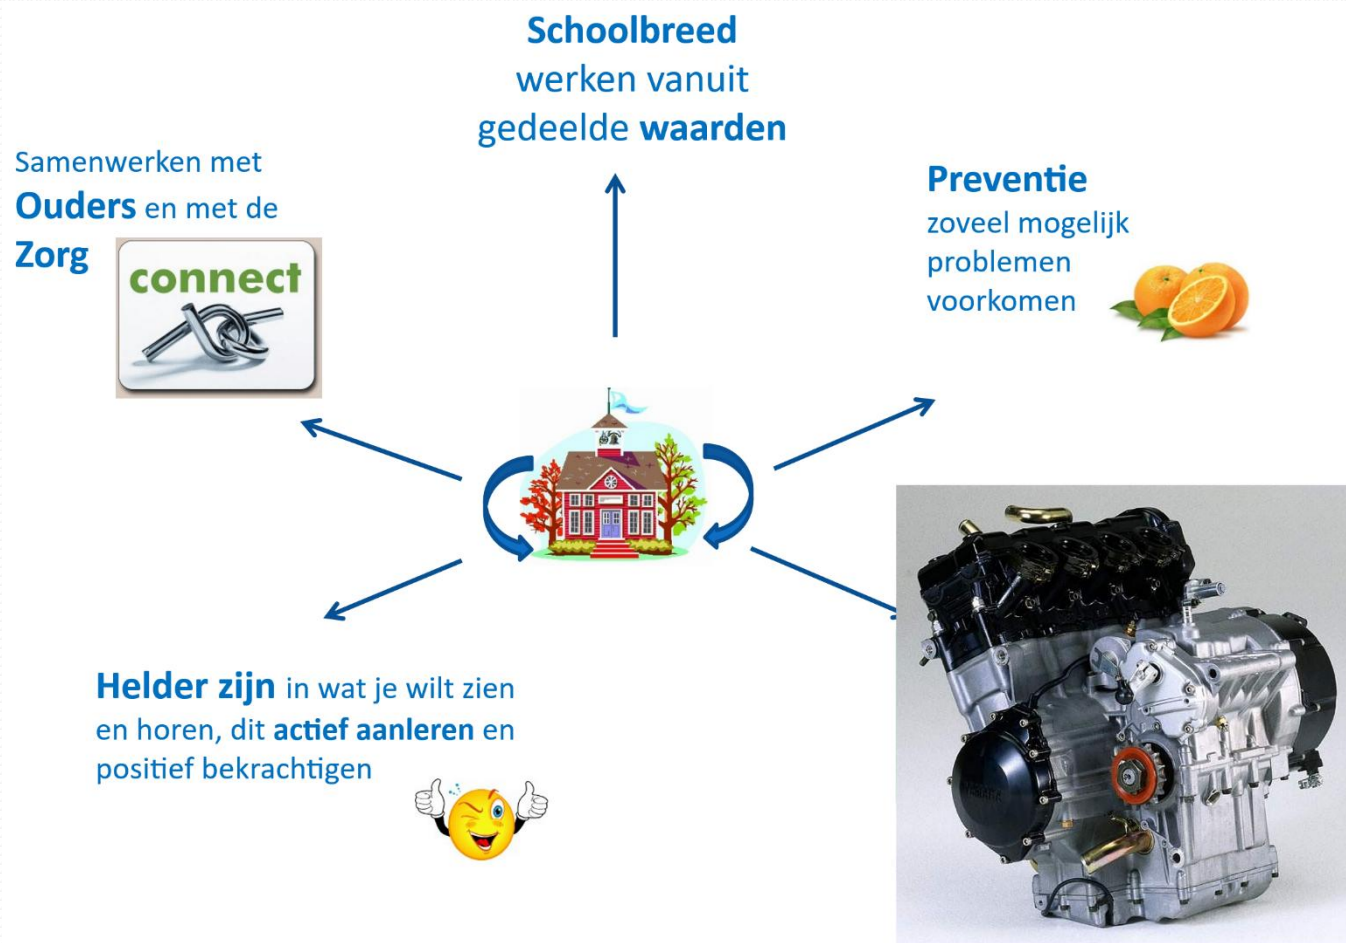 Schoolbreed
werken vanuit
gedeelde waarden
Samenwerken met
Ouders en met de
Zorg
connect
Preventie
zoveel mogelijk
problemen
voorkomen
Helder zijn in wat je wilt zien
en horen, dit actief aanleren en
positief bekrachtigen